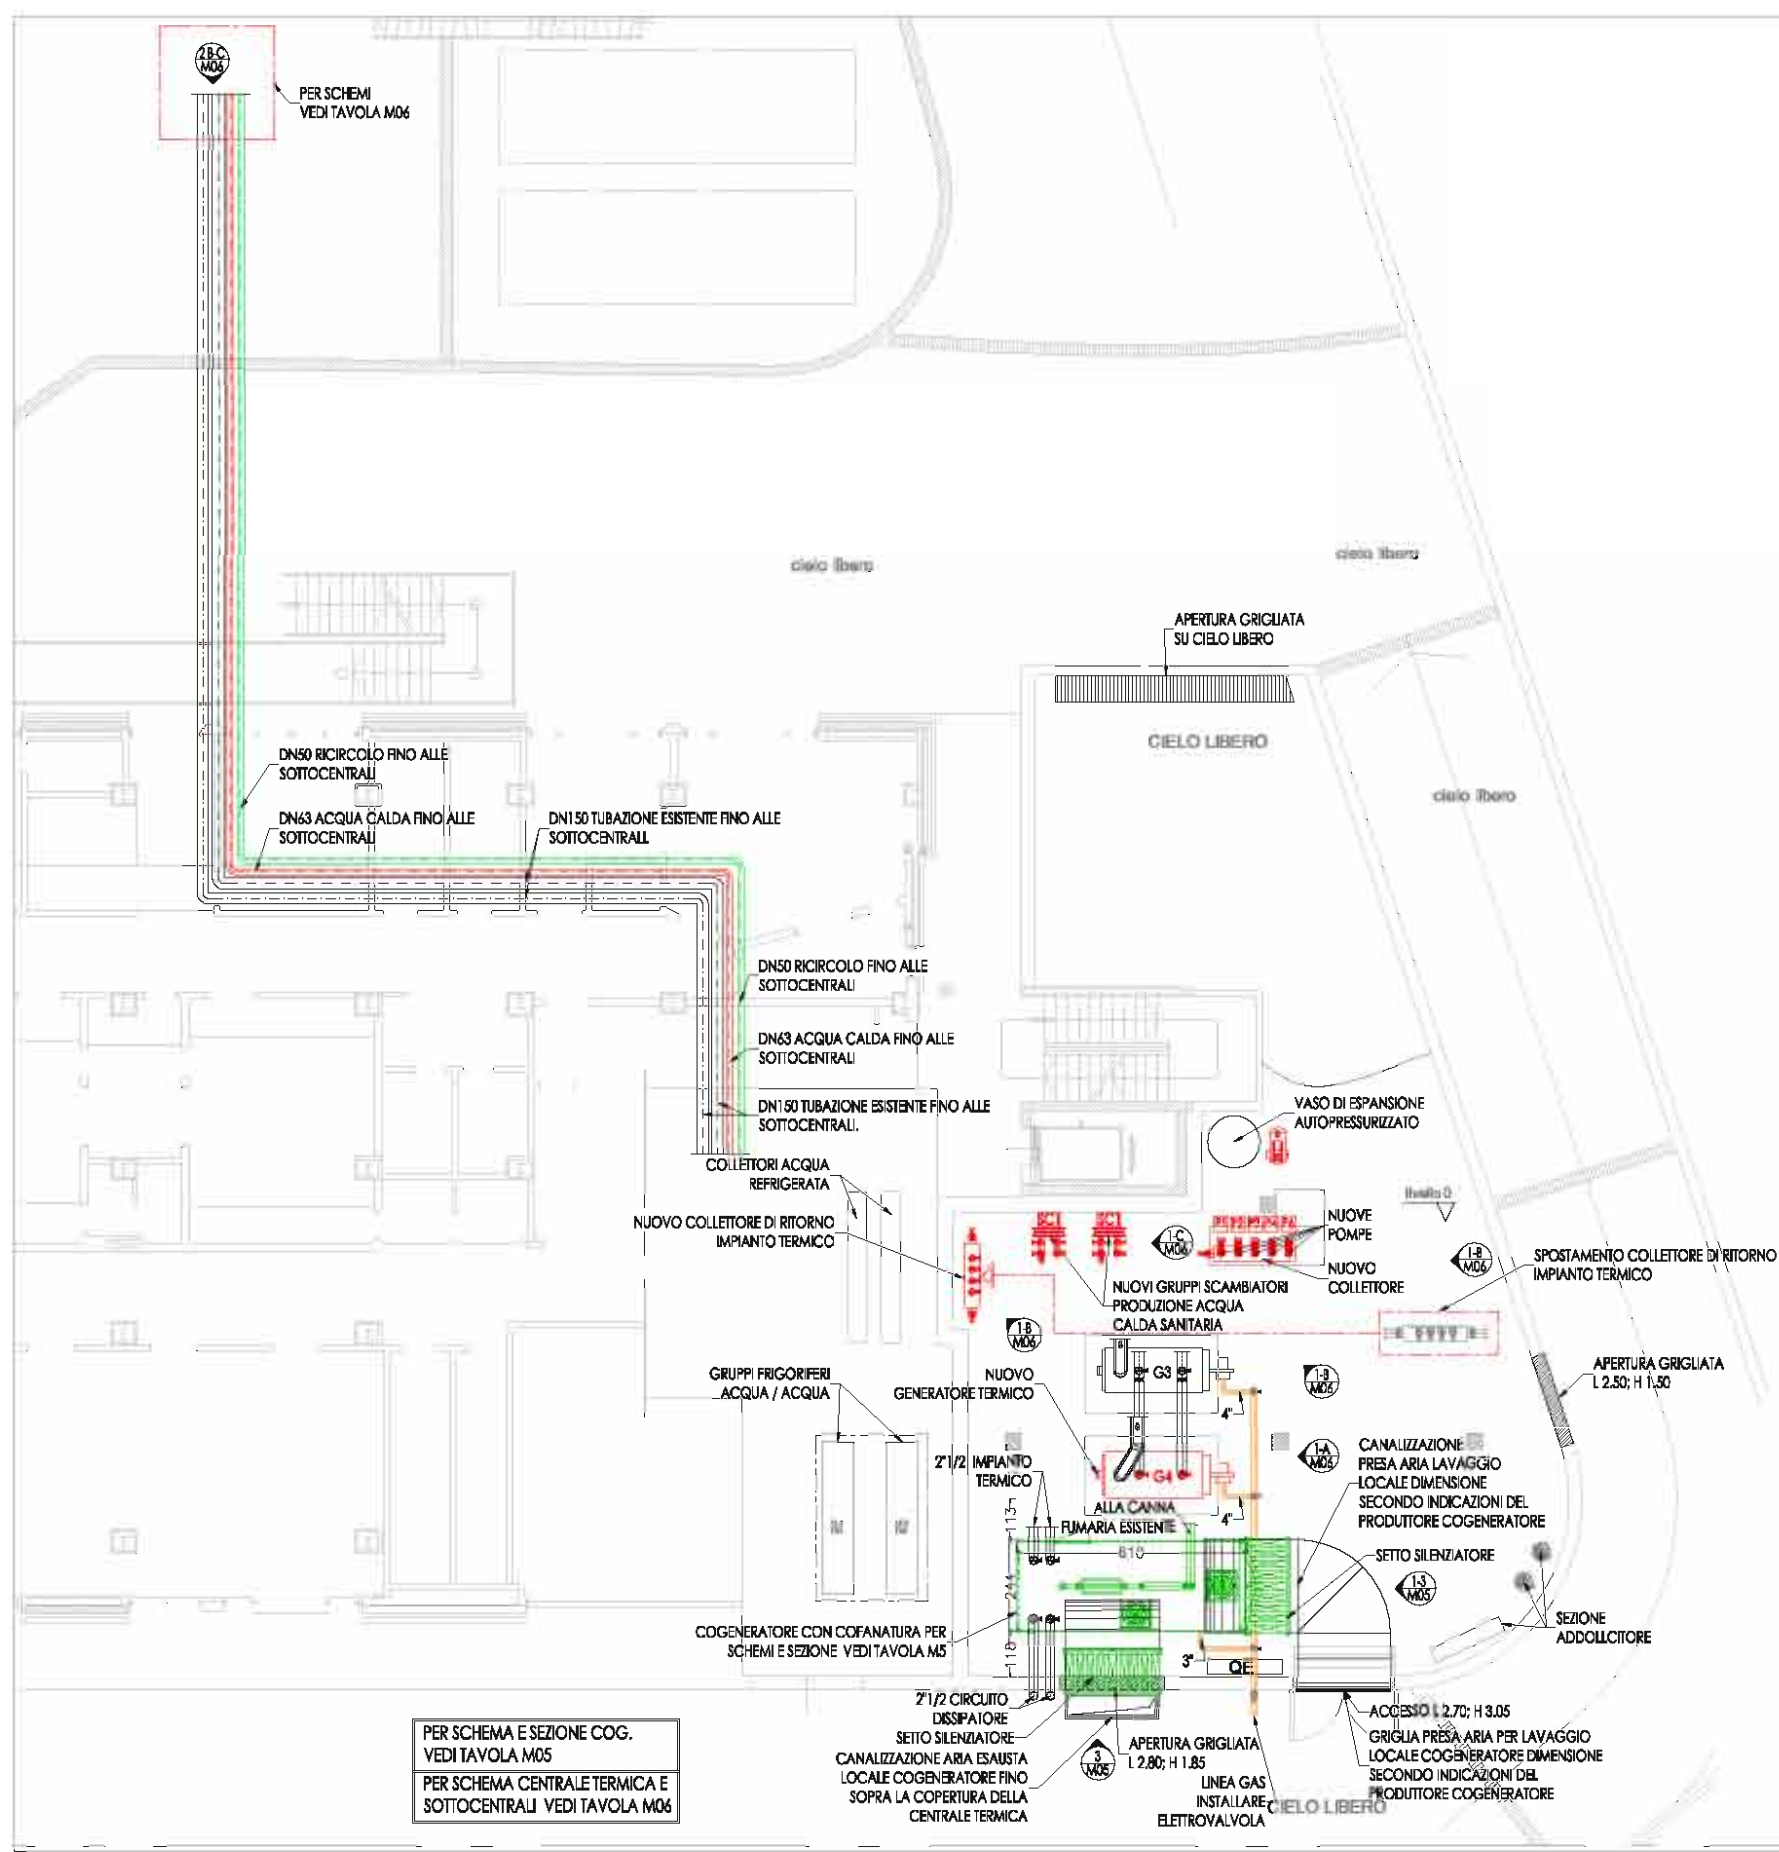 2 B-C
M06
PER SCHEMI
VEDI TAVOLA M06
cielo libero
cielo libero
APERTURA GRIGLIATA
SU CIELO LIBERO
CIELO LIBERO
cielo libero
DN50 RICIRCOLO FINO ALLE
SOTTOCENTRALI
DN63 ACQUA CALDA FINO ALLE
SOTTOCENTRALI
DN150 TUBAZIONE ESISTENTE FINO ALLE
SOTTOCENTRALI.
DN50 RICIRCOLO FINO ALLE
SOTTOCENTRALI
DN63 ACQUA CALDA FINO ALLE
SOTTOCENTRALI
DN150 TUBAZIONE ESISTENTE FINO ALLE
SOTTOCENTRALI.
VASO DI ESPANSIONE
AUTOPRESSURIZZATO
COLLETTORI ACQUA
REFRIGERATA
NUOVO COLLETTORE DI RITORNO
IMPIANTO TERMICO
SC1
SC1
1-C
M06
NUOVE
POMPE
NUOVO
COLLETTORE
livello 0
1-B
M06
SPOSTAMENTO COLLETTORE DI RITORNO
IMPIANTO TERMICO
NUOVI GRUPPI SCAMBIATORI
PRODUZIONE ACQUA
CALDA SANITARIA
1-B
M06
GRUPPI FRIGORIFERI
ACQUA / ACQUA
NUOVO
GENERATORE TERMICO
G3
4"
1-B
M06
APERTURA GRIGLIATA
L 2.50; H 1.50
2"1/2 IMPIANTO
TERMICO
G4
4"
1-A
M06
CANALIZZAZIONE
PRESA ARIA LAVAGGIO
LOCALE DIMENSIONE
SECONDO INDICAZIONI DEL
PRODUTTORE COGENERATORE
ALLA CANNA
FUMARIA ESISTENTE
113.5
610
244
118
SETTO SILENZIATORE
1-3
M05
SEZIONE
ADDOLCITORE
COGENERATORE CON COFANATURA PER
SCHEMI E SEZIONE VEDI TAVOLA M5
3"
QE.
2"1/2 CIRCUITO
DISSIPATORE
SETTO SILENZIATORE
CANALIZZAZIONE ARIA ESAUSTA
LOCALE COGENERATORE FINO
SOPRA LA COPERTURA DELLA
CENTRALE TERMICA
3
M05
APERTURA GRIGLIATA
L 2,80; H 1.85
LINEA GAS
INSTALLARE
ELETTROVALVOLA
CIELO LIBERO
ACCESSO L 2.70; H 3.05
GRIGLIA PRESA ARIA PER LAVAGGIO
LOCALE COGENERATORE DIMENSIONE
SECONDO INDICAZIONI DEL
PRODUTTORE COGENERATORE
PER SCHEMA E SEZIONE COG.
VEDI TAVOLA M05
PER SCHEMA CENTRALE TERMICA E
SOTTOCENTRALI VEDI TAVOLA M06